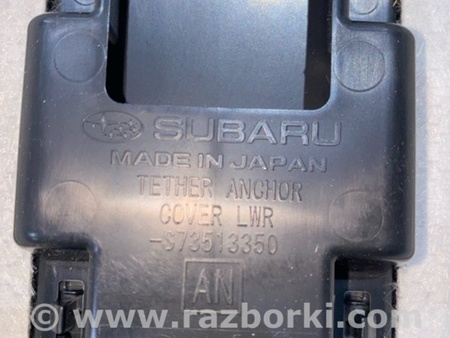 SUBARU
MADE IN JAPAN
TETHER ANCHOR
COVER LWR
-S73513350
AN
www.razborki.com